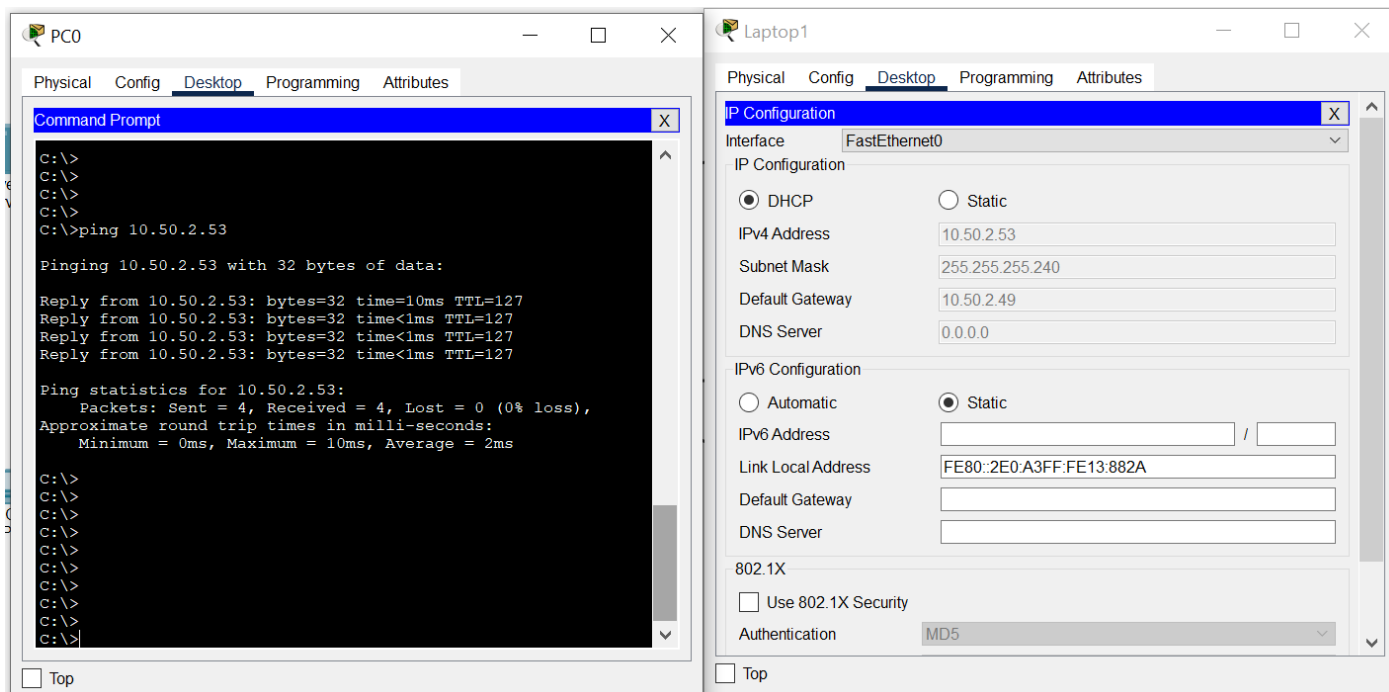 PC0
Physical Config Desktop Programming Attributes
Command Prompt X
C:\>
C:\>
C:\>
C:\>
C:\>ping 10.50.2.53
Pinging 10.50.2.53 with 32 bytes of data:
Reply from 10.50.2.53: bytes=32 time=10ms TTL=127
Reply from 10.50.2.53: bytes=32 time<1ms TTL=127
Reply from 10.50.2.53: bytes=32 time<1ms TTL=127
Reply from 10.50.2.53: bytes=32 time<1ms TTL=127
Ping statistics for 10.50.2.53:
Packets: Sent = 4, Received = 4, Lost = 0 (0% loss),
Approximate round trip times in milli-seconds:
Minimum = 0ms, Maximum = 10ms, Average = 2ms
C:\>
C:\>
C:\>
C:\>
C:\>
C:\>
C:\>
C:\>
C:\>
C:\>
Top
Laptop1
Physical Config Desktop Programming Attributes
IP Configuration X
Interface FastEthernet0
IP Configuration
DHCP Static
IPv4 Address 10.50.2.53
Subnet Mask 255.255.255.240
Default Gateway 10.50.2.49
DNS Server 0.0.0.0
IPv6 Configuration
Automatic Static
IPv6 Address /
Link Local Address FE80::2E0:A3FF:FE13:882A
Default Gateway
DNS Server
802.1X
Use 802.1X Security
Authentication MD5
Top